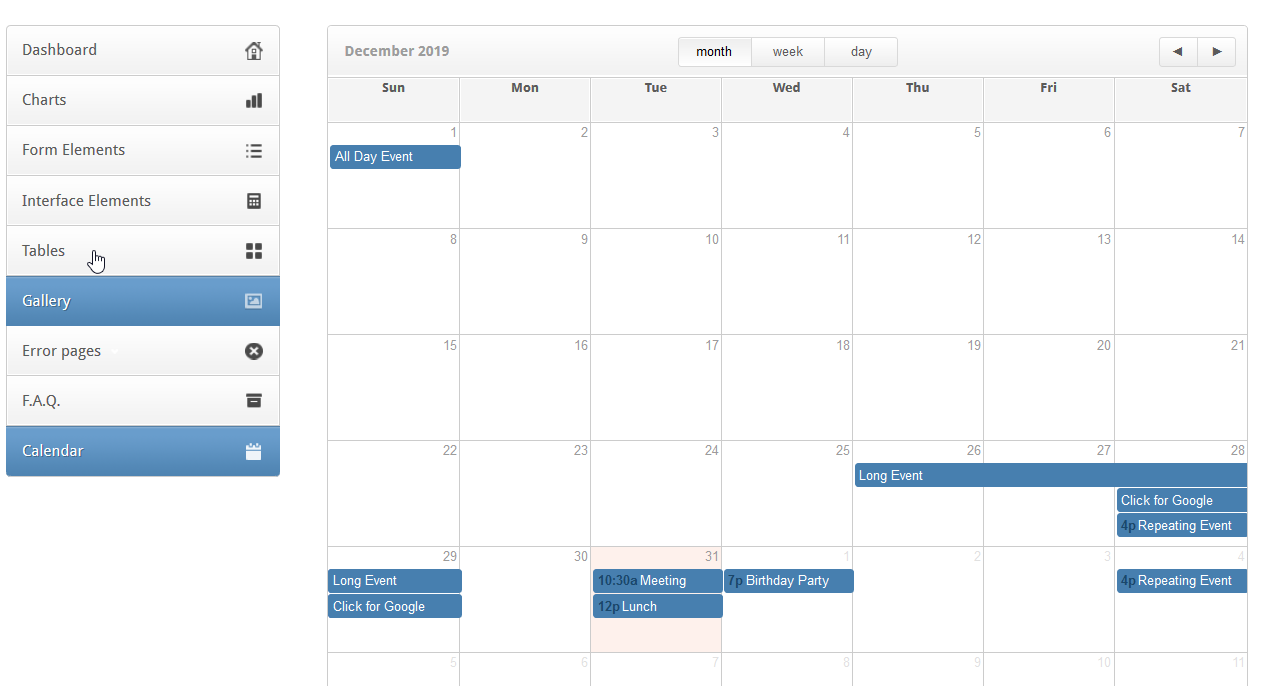 Dashboard
Charts
Form Elements
Interface Elements
Tables
Gallery
Error pages
F.A.Q.
Calendar
December 2019
month week day
Sun Mon Tue Wed Thu Fri Sat
1 2 3 4 5 6 7
All Day Event
8 9 10 11 12 13 14
15 16 17 18 19 20 21
22 23 24 25 26 27 28
Long Event
Click for Google
4p Repeating Event
29 30 31 1 2 3 4
Long Event 10:30a Meeting 7p Birthday Party 4p Repeating Event
Click for Google 12p Lunch
5 6 7 8 9 10 11